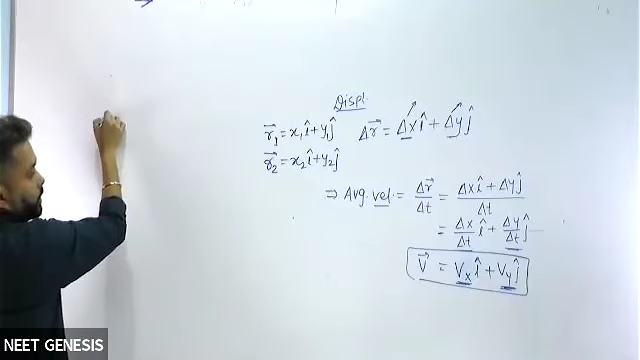 Displ.
r⃗₁ = x₁î + y₁ĵ
Δr⃗ = Δxî + Δyĵ
r⃗₂ = x₂î + y₂ĵ
⇒ Avg. vel. = Δr⃗/Δt = (Δxî + Δyĵ)/Δt
= Δx/Δt î + Δy/Δt ĵ
V⃗ = Vₓî + Vᵧĵ
NEET GENESIS